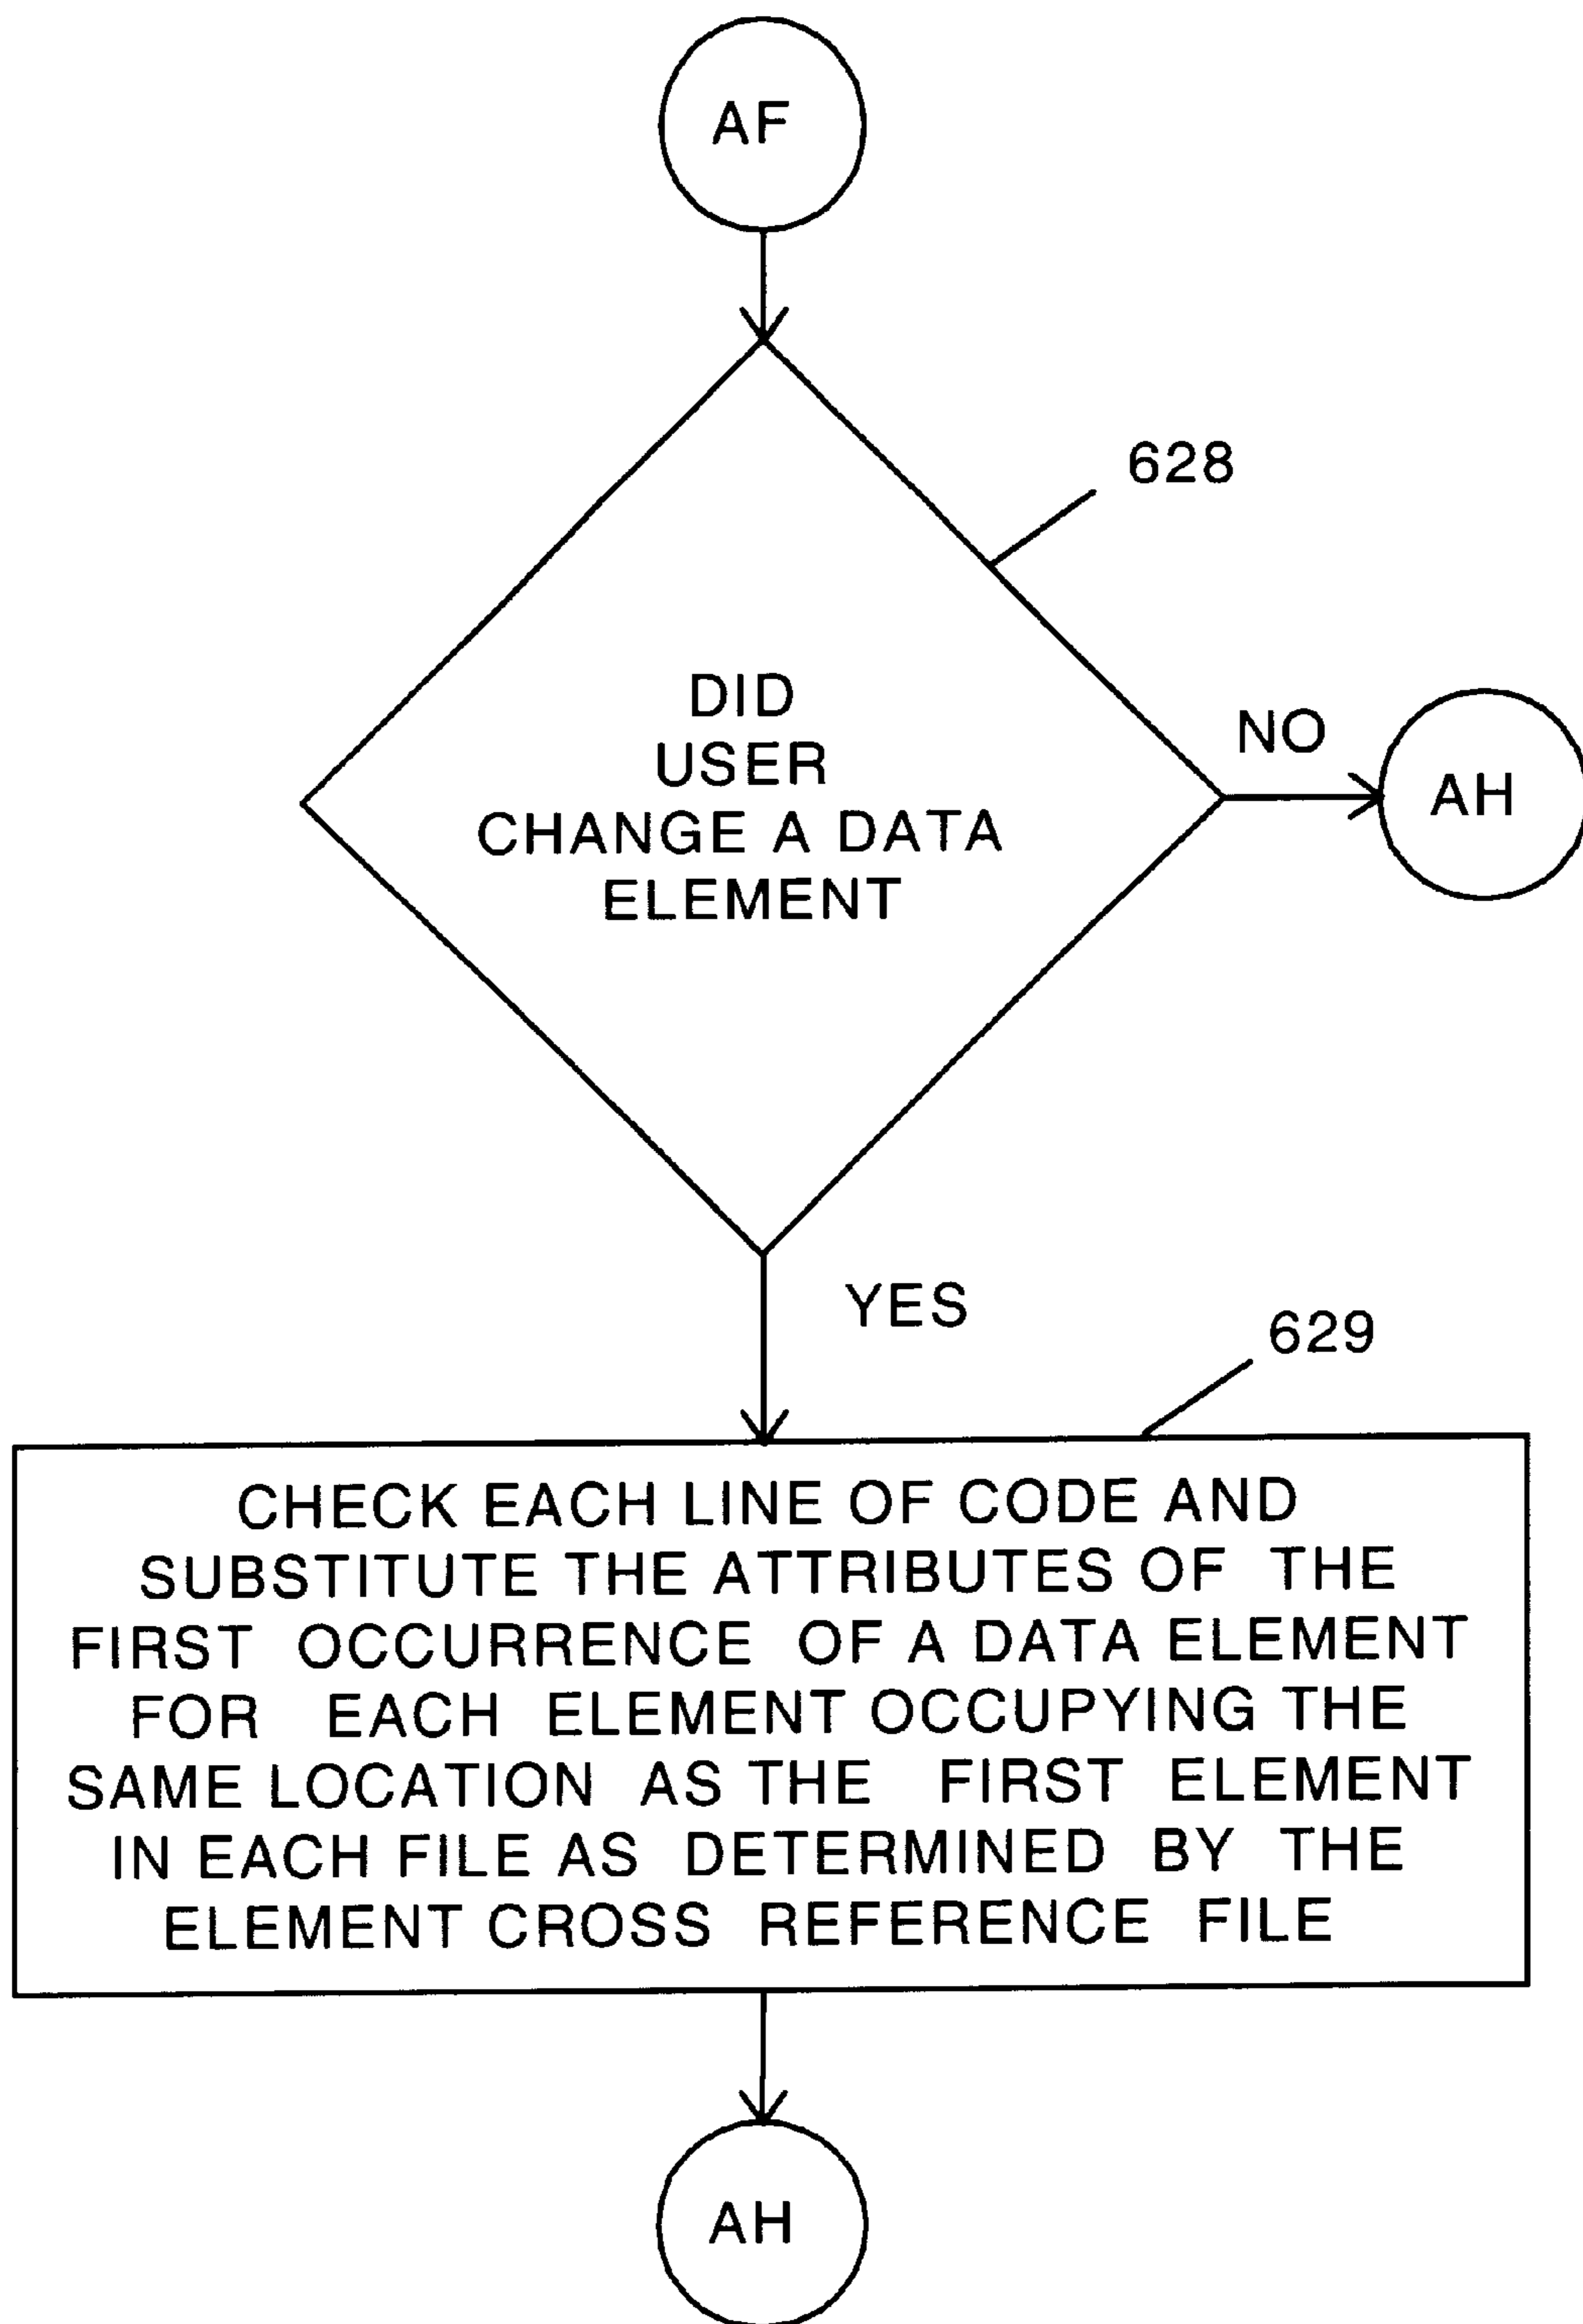 AF
628
DID
USER
CHANGE A DATA
ELEMENT
NO
AH
YES
629
CHECK EACH LINE OF CODE AND
SUBSTITUTE THE ATTRIBUTES OF THE
FIRST OCCURRENCE OF A DATA ELEMENT
FOR EACH ELEMENT OCCUPYING THE
SAME LOCATION AS THE FIRST ELEMENT
IN EACH FILE AS DETERMINED BY THE
ELEMENT CROSS REFERENCE FILE
AH